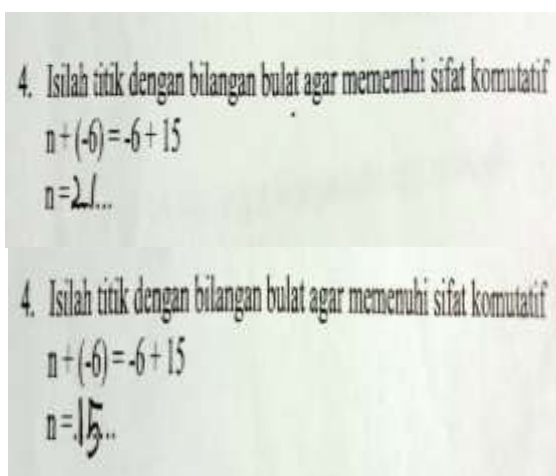 4. Isilah titik dengan bilangan bulat agar memenuhi sifat komutatif
n + (-6) = -6 + 15
n = 21...
4. Isilah titik dengan bilangan bulat agar memenuhi sifat komutatif
n + (-6) = -6 + 15
n = .15...